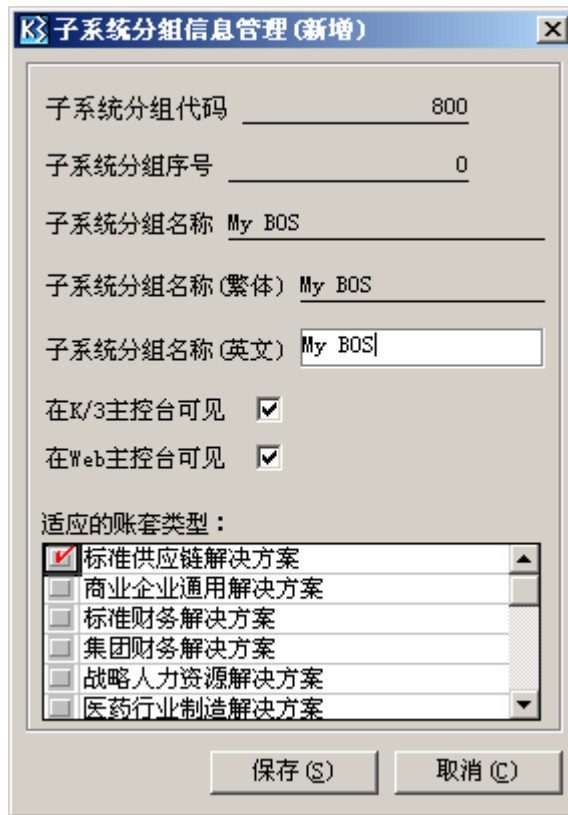 K3 子系统分组信息管理(新增)
子系统分组代码 800
子系统分组序号 0
子系统分组名称 My BOS
子系统分组名称(繁体) My BOS
子系统分组名称(英文) My BOS
在K/3主控台可见
在Web主控台可见
适应的账套类型：
标准供应链解决方案
商业企业通用解决方案
标准财务解决方案
集团财务解决方案
战略人力资源解决方案
医药行业制造解决方案
保存(S) 取消(C)